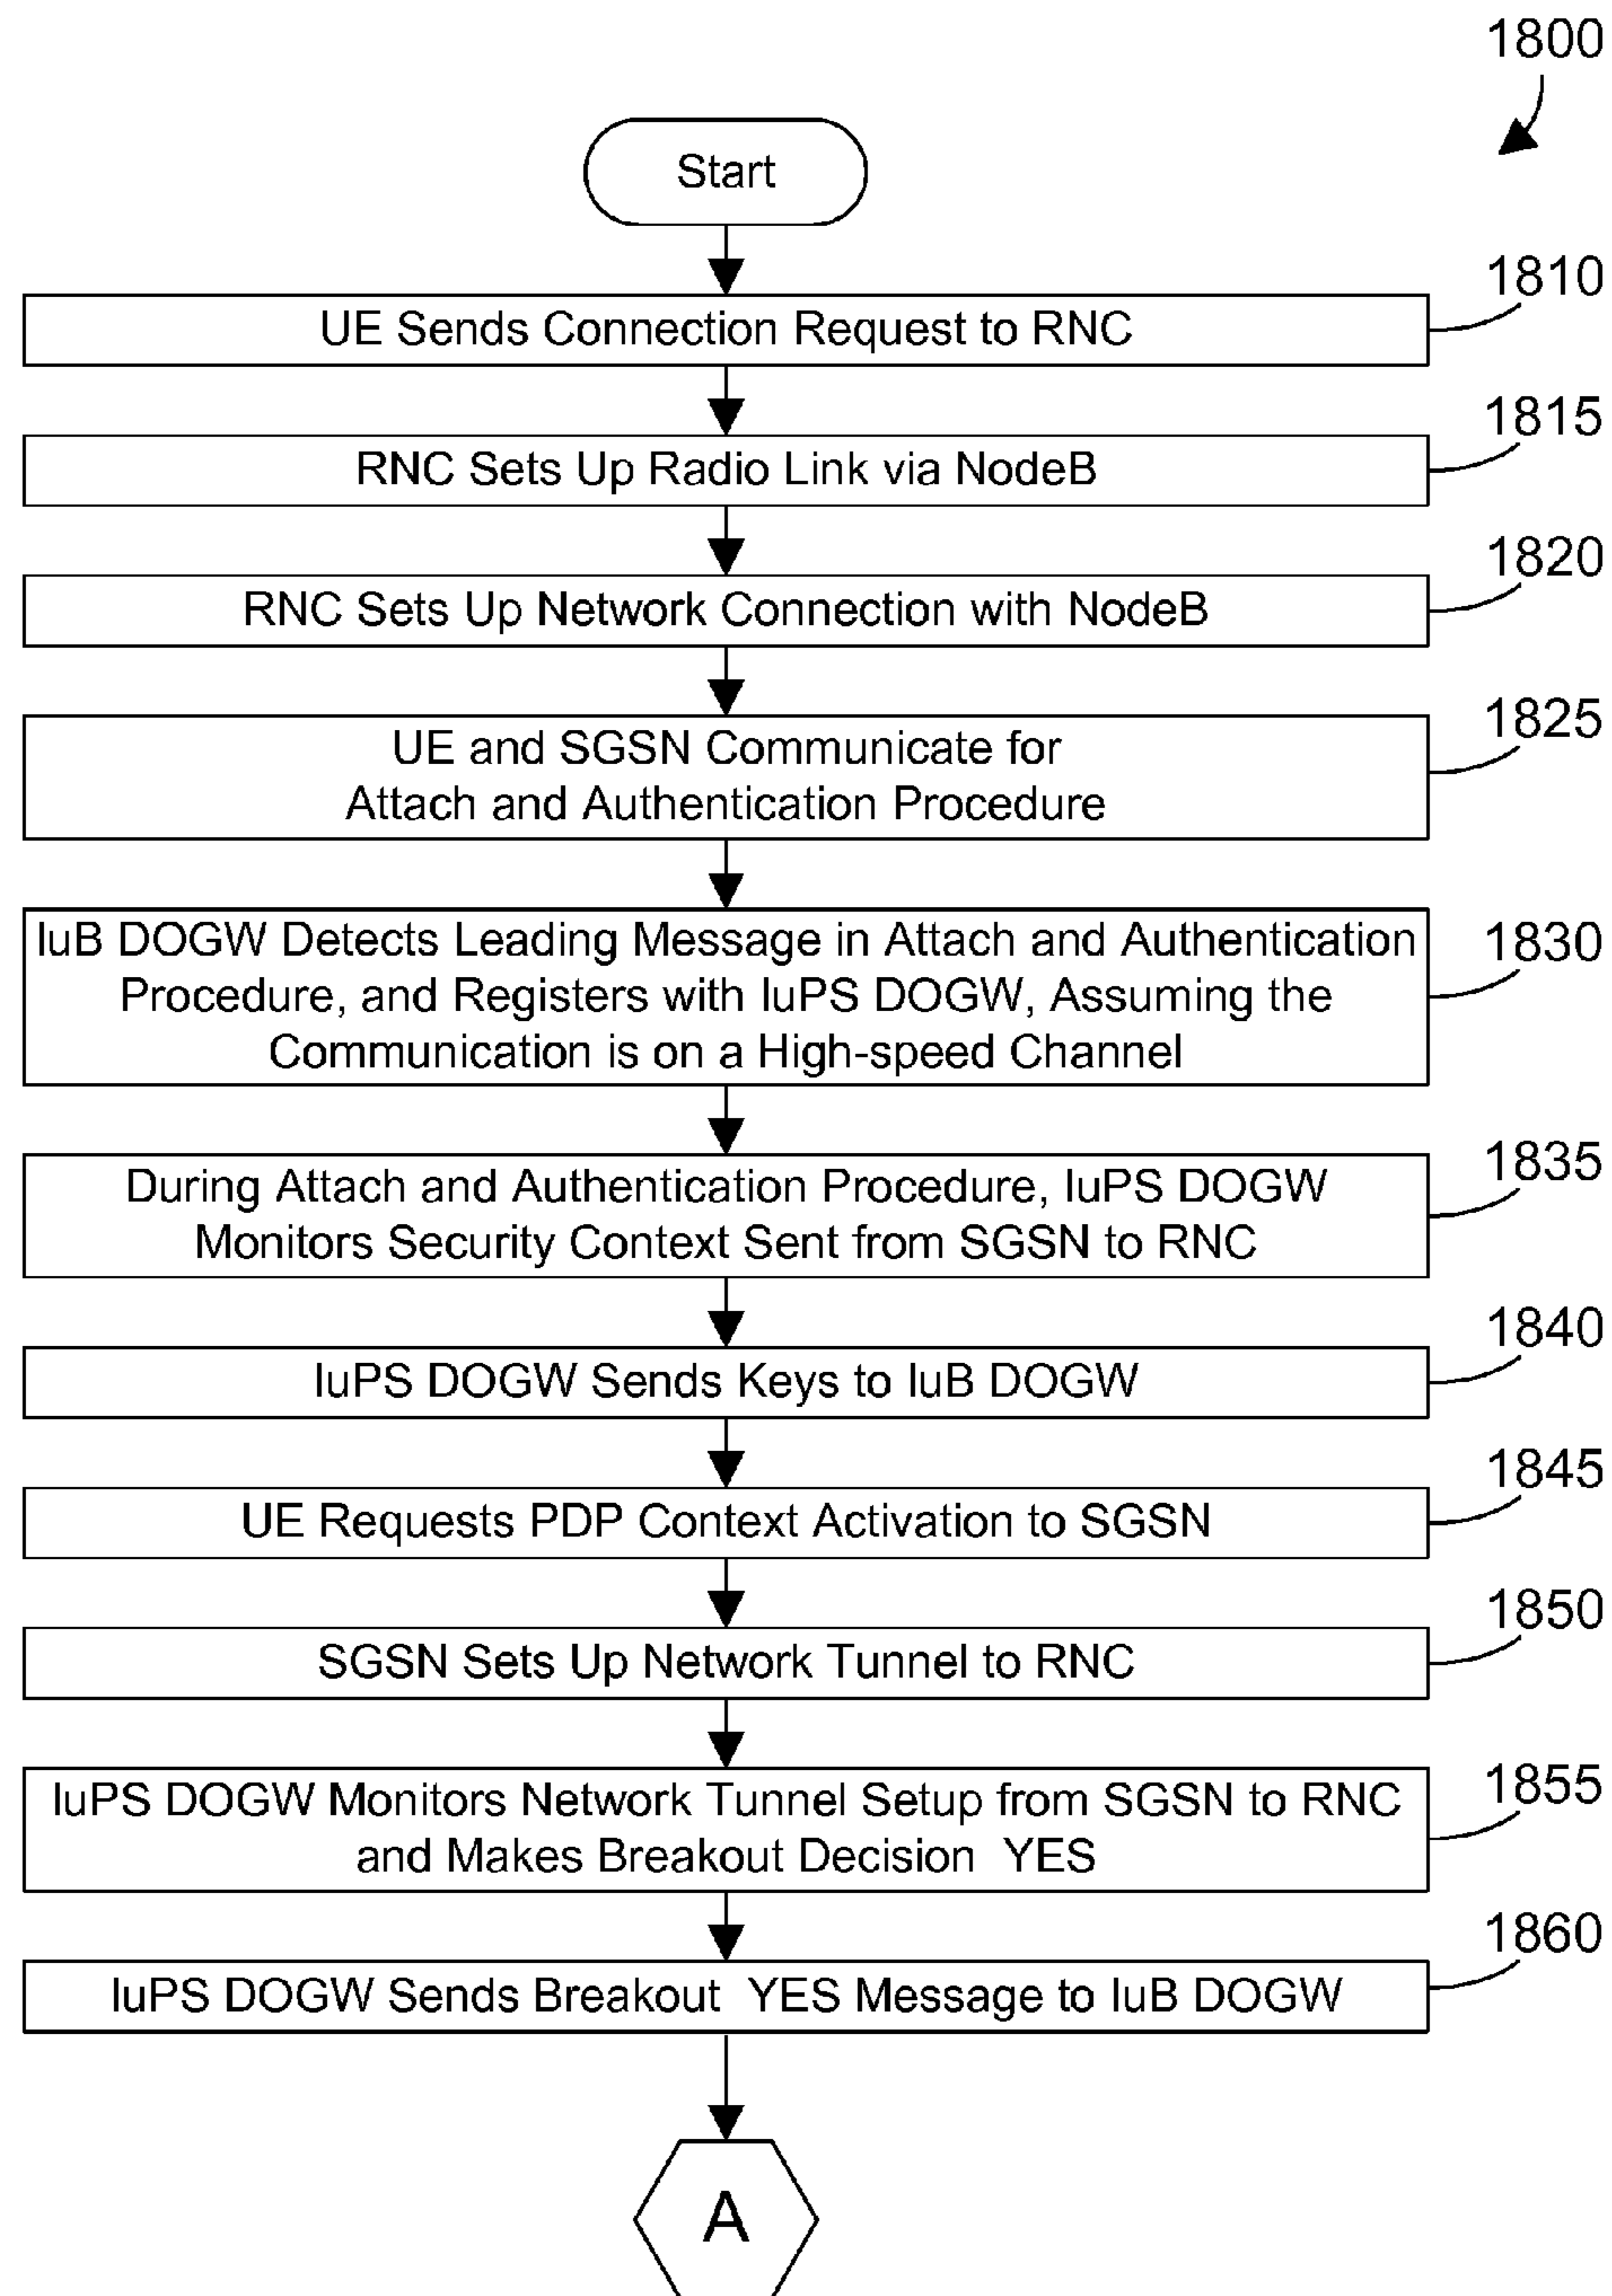 1800
Start
1810
UE Sends Connection Request to RNC
1815
RNC Sets Up Radio Link via NodeB
1820
RNC Sets Up Network Connection with NodeB
1825
UE and SGSN Communicate for
Attach and Authentication Procedure
1830
IuB DOGW Detects Leading Message in Attach and Authentication
Procedure, and Registers with IuPS DOGW, Assuming the
Communication is on a High-speed Channel
1835
During Attach and Authentication Procedure, IuPS DOGW
Monitors Security Context Sent from SGSN to RNC
1840
IuPS DOGW Sends Keys to IuB DOGW
1845
UE Requests PDP Context Activation to SGSN
1850
SGSN Sets Up Network Tunnel to RNC
1855
IuPS DOGW Monitors Network Tunnel Setup from SGSN to RNC
and Makes Breakout Decision YES
1860
IuPS DOGW Sends Breakout YES Message to IuB DOGW
A